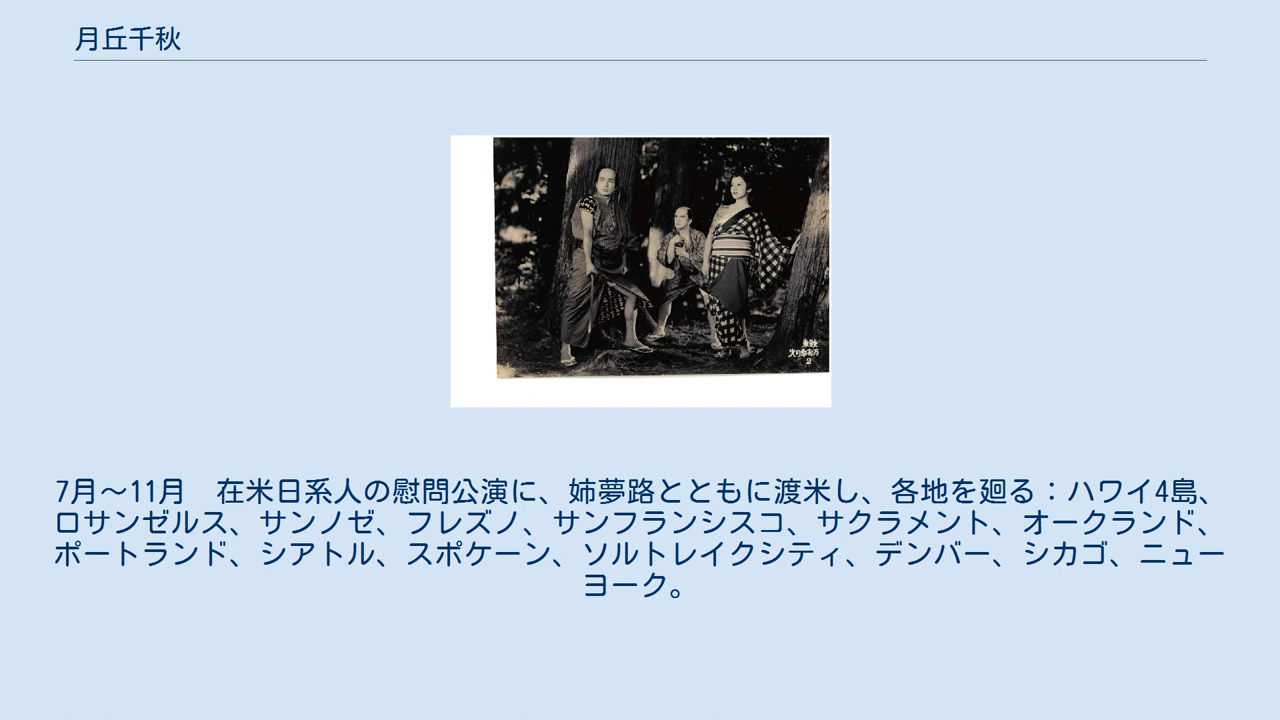 月丘千秋
東映
2
7月～11月　在米日系人の慰問公演に、姉夢路とともに渡米し、各地を廻る：ハワイ4島、
ロサンゼルス、サンノゼ、フレズノ、サンフランシスコ、サクラメント、オークランド、
ポートランド、シアトル、スポケーン、ソルトレイクシティ、デンバー、シカゴ、ニュー
ヨーク。